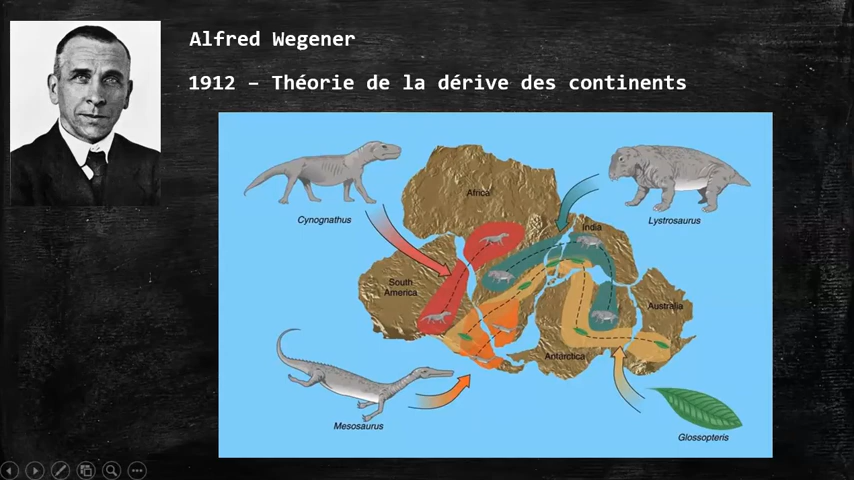 Alfred Wegener
1912 – Théorie de la dérive des continents
Africa
Cynognathus
Lystrosaurus
India
South
America
Australia
Antarctica
Mesosaurus
Glossopteris